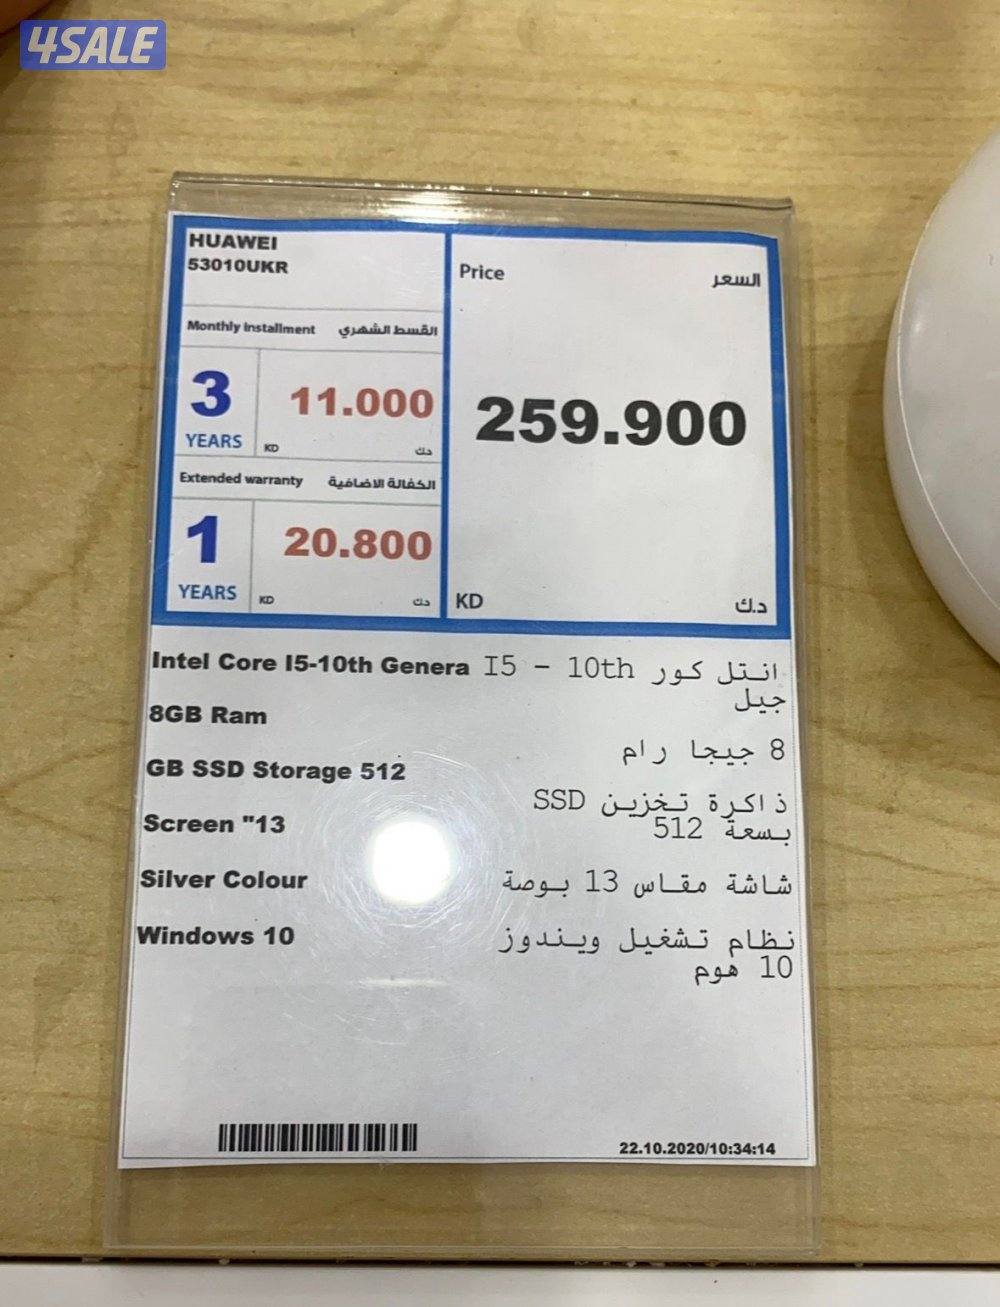 4SALE
HUAWEI
53010UKR
Monthly installment القسط الشهري
3 YEARS
11.000
KD د.ك
Extended warranty الكفالة الاضافية
1 YEARS
20.800
KD د.ك
Price السعر
259.900
KD د.ك
Intel Core I5-10th Genera
8GB Ram
GB SSD Storage 512
Screen "13
Silver Colour
Windows 10
انتل كور I5 - 10th
جيل
8 جيجا رام
ذاكرة تخزين SSD
بسعة 512
شاشة مقاس 13 بوصة
نظام تشغيل ويندوز
10 هوم
22.10.2020/10:34:14